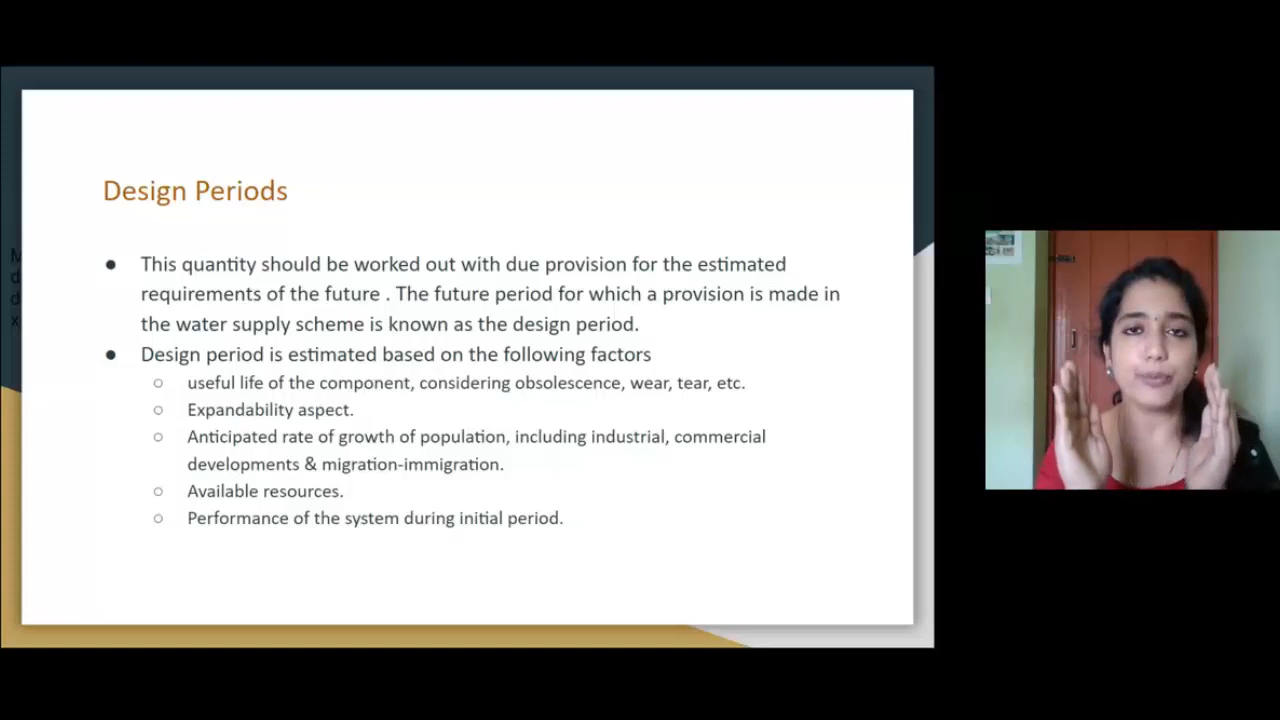 Design Periods
● This quantity should be worked out with due provision for the estimated
requirements of the future . The future period for which a provision is made in
the water supply scheme is known as the design period.
● Design period is estimated based on the following factors
○ useful life of the component, considering obsolescence, wear, tear, etc.
○ Expandability aspect.
○ Anticipated rate of growth of population, including industrial, commercial
developments & migration-immigration.
○ Available resources.
○ Performance of the system during initial period.